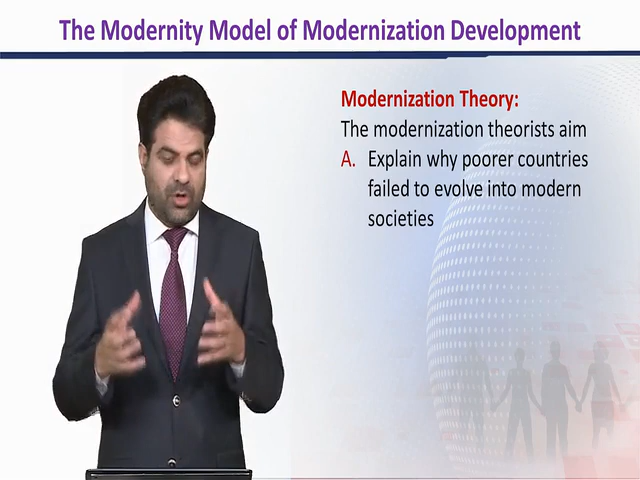 The Modernity Model of Modernization Development
Modernization Theory:
The modernization theorists aim
A. Explain why poorer countries
failed to evolve into modern
societies